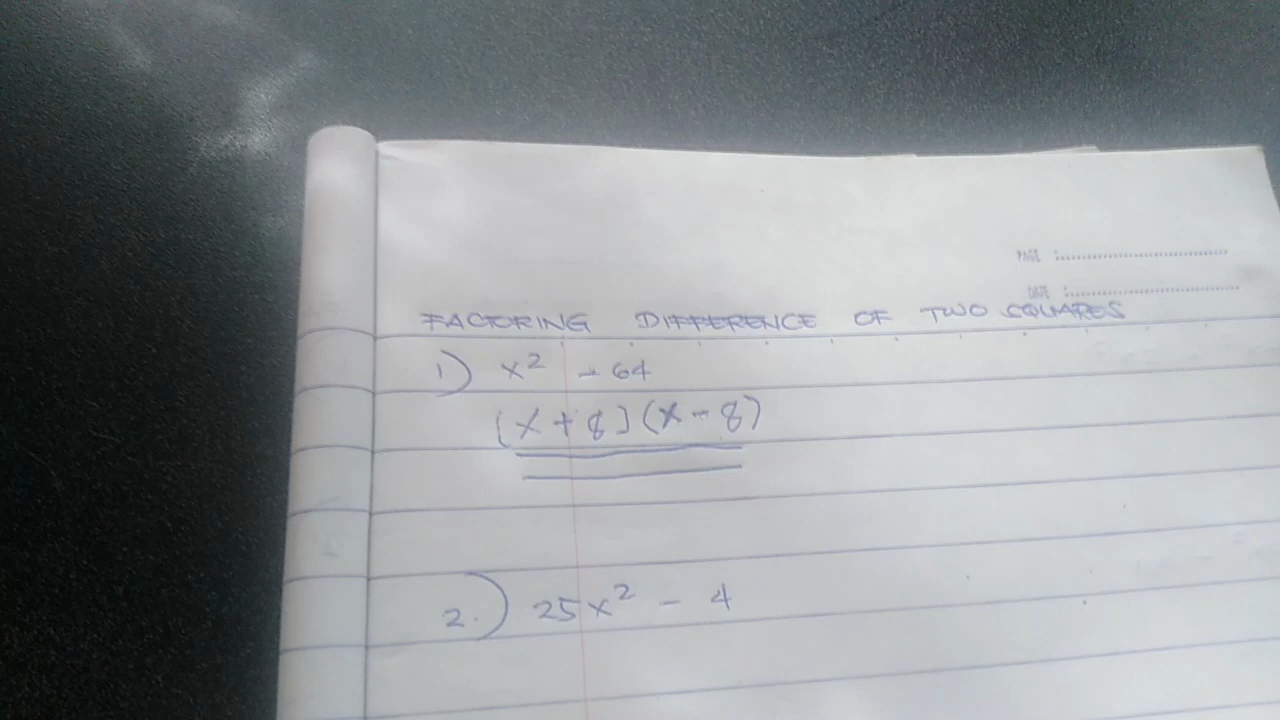 PAGE :
DATE :
FACTORING DIFFERENCE OF TWO SQUARES
1) x² - 64
(x + 8)(x - 8)
2.) 25x² - 4